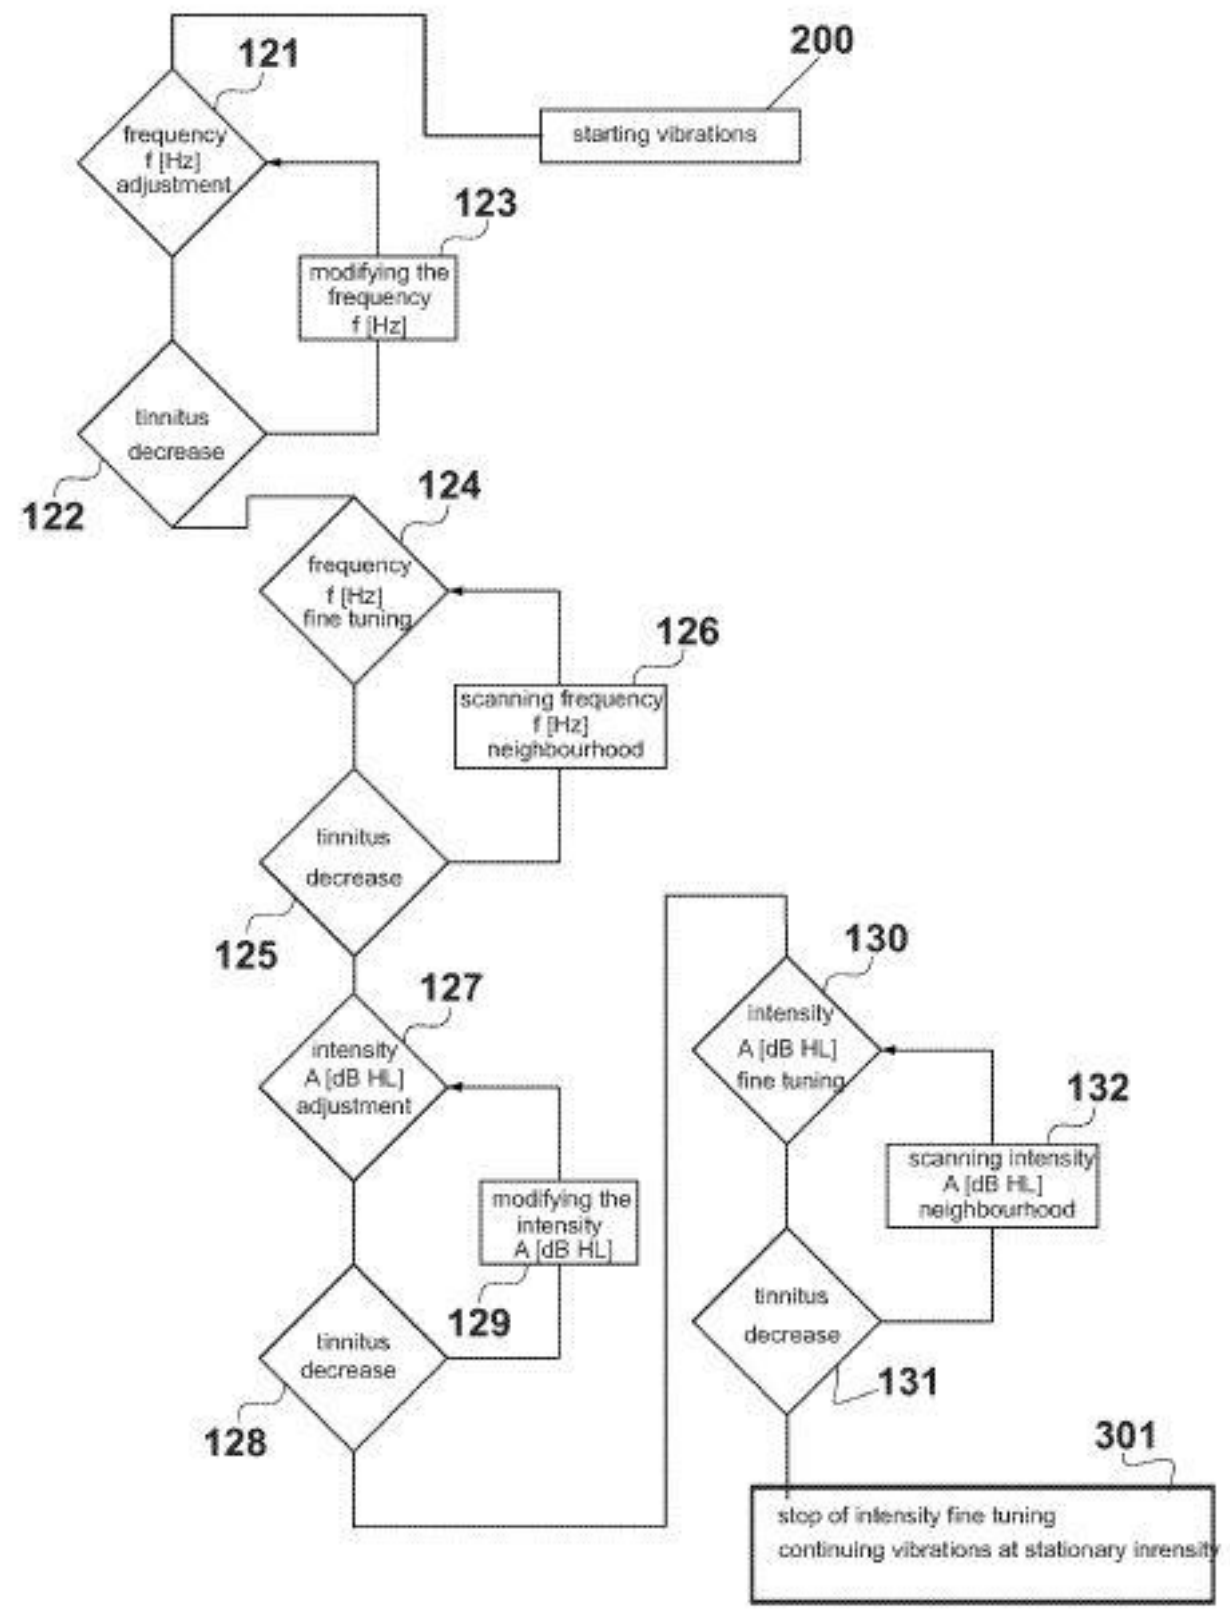 121
200
frequency
f [Hz]
adjustment
starting vibrations
123
modifying the
frequency
f [Hz]
tinnitus
decrease
122
124
frequency
f [Hz]
fine tuning
126
scanning frequency
f [Hz]
neighbourhood
tinnitus
decrease
125
127
intensity
A [dB HL]
adjustment
modifying the
intensity
A [dB HL]
129
tinnitus
decrease
128
130
intensity
A [dB HL]
fine tuning
132
scanning intensity
A [dB HL]
neighbourhood
tinnitus
decrease
131
301
stop of intensity fine tuning
continuing vibrations at stationary inrensity